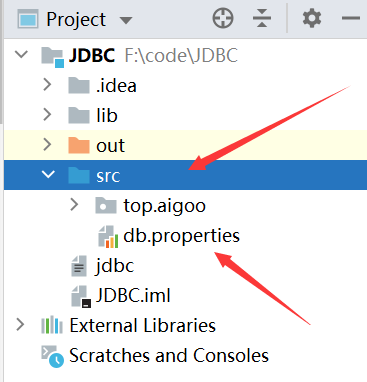 Project
JDBC F:\code\JDBC
.idea
lib
out
src
top.aigoo
db.properties
jdbc
JDBC.iml
External Libraries
Scratches and Consoles